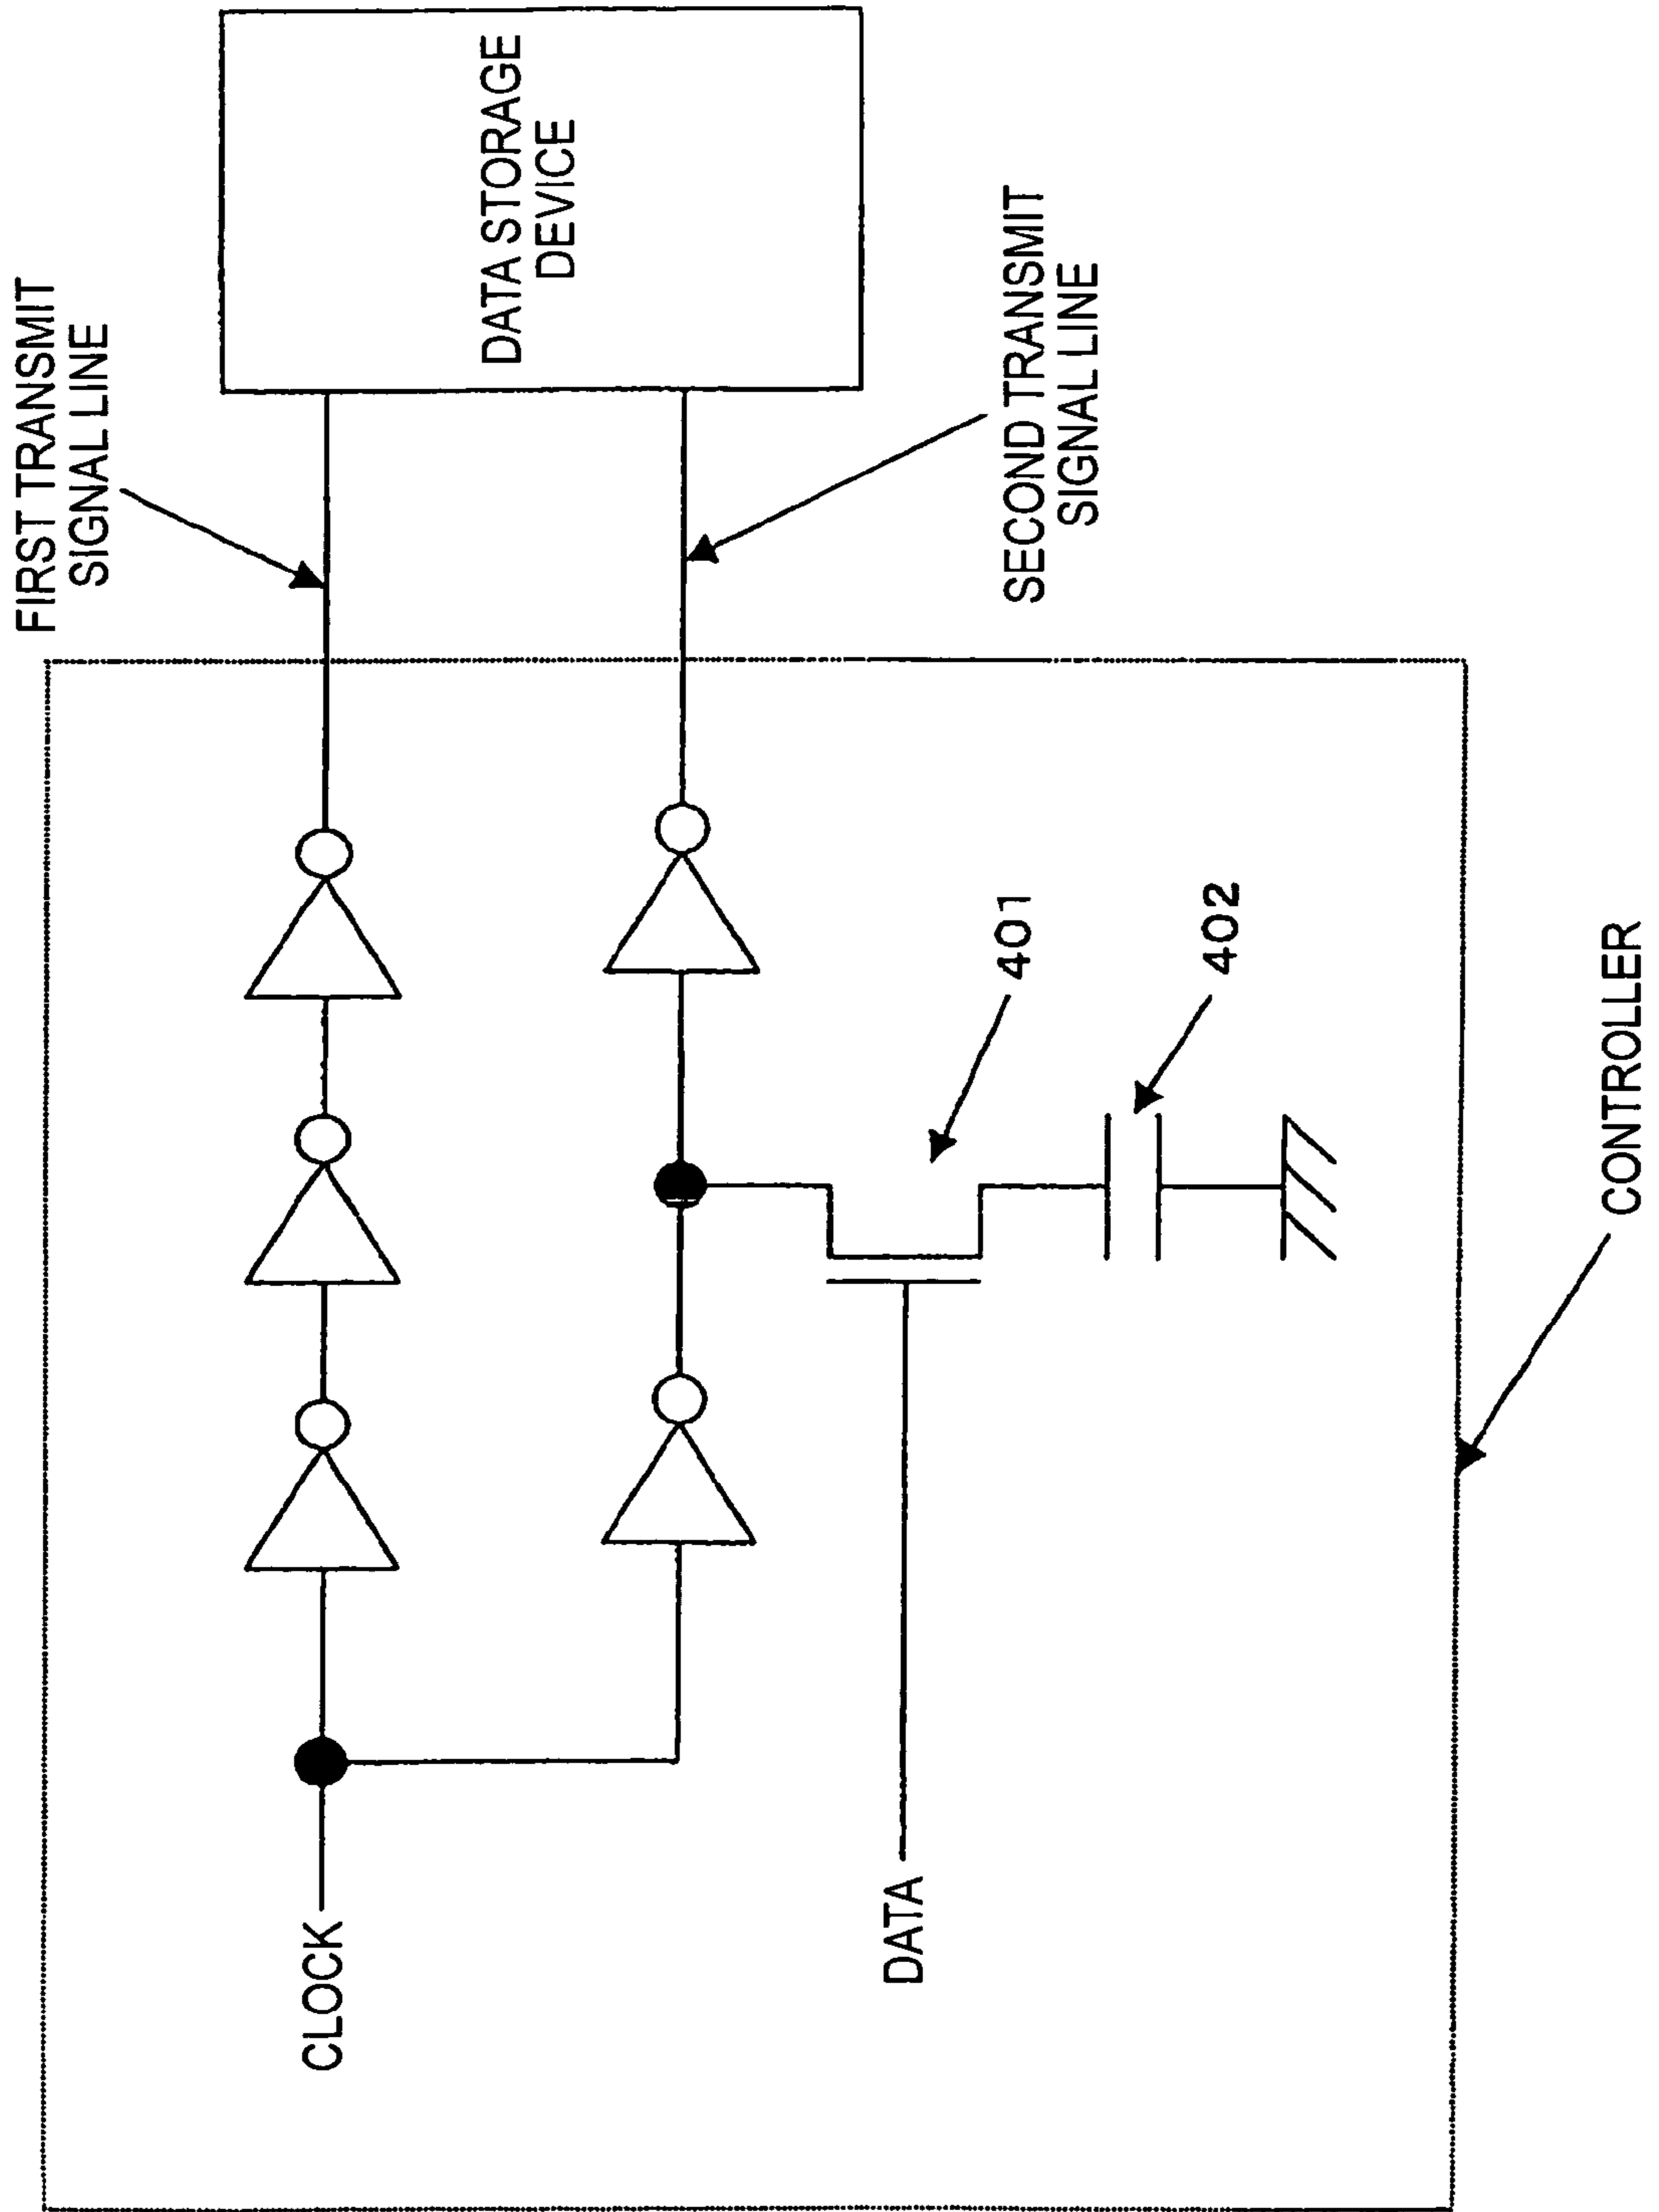 FIRST TRANSMIT
SIGNAL LINE
DATA STORAGE
DEVICE
SECOND TRANSMIT
SIGNAL LINE
CLOCK
DATA
401
402
CONTROLLER